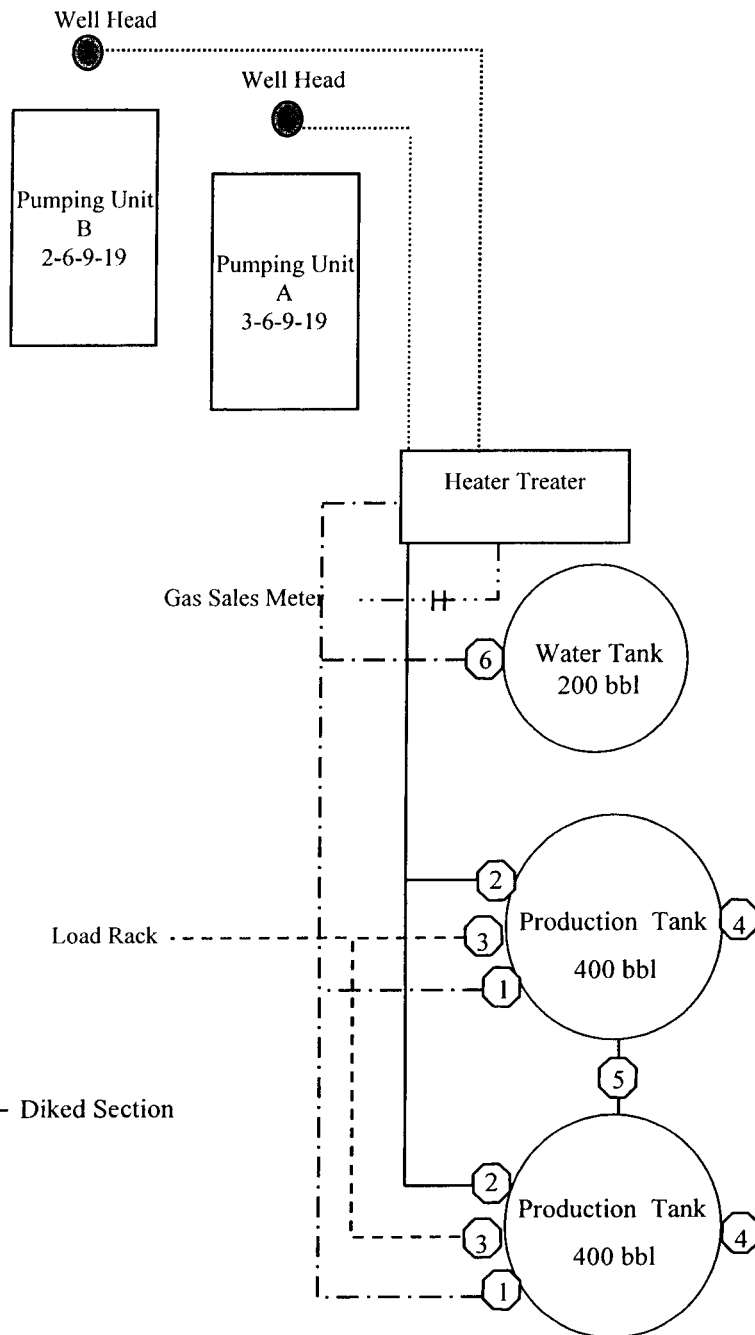 Well Head
Well Head
Pumping Unit
B
2-6-9-19
Pumping Unit
A
3-6-9-19
Heater Treater
Gas Sales Meter
6
Water Tank
200 bbl
2
Load Rack
3
Production Tank
4
400 bbl
1
5
Diked Section
2
Production Tank
3
4
400 bbl
1